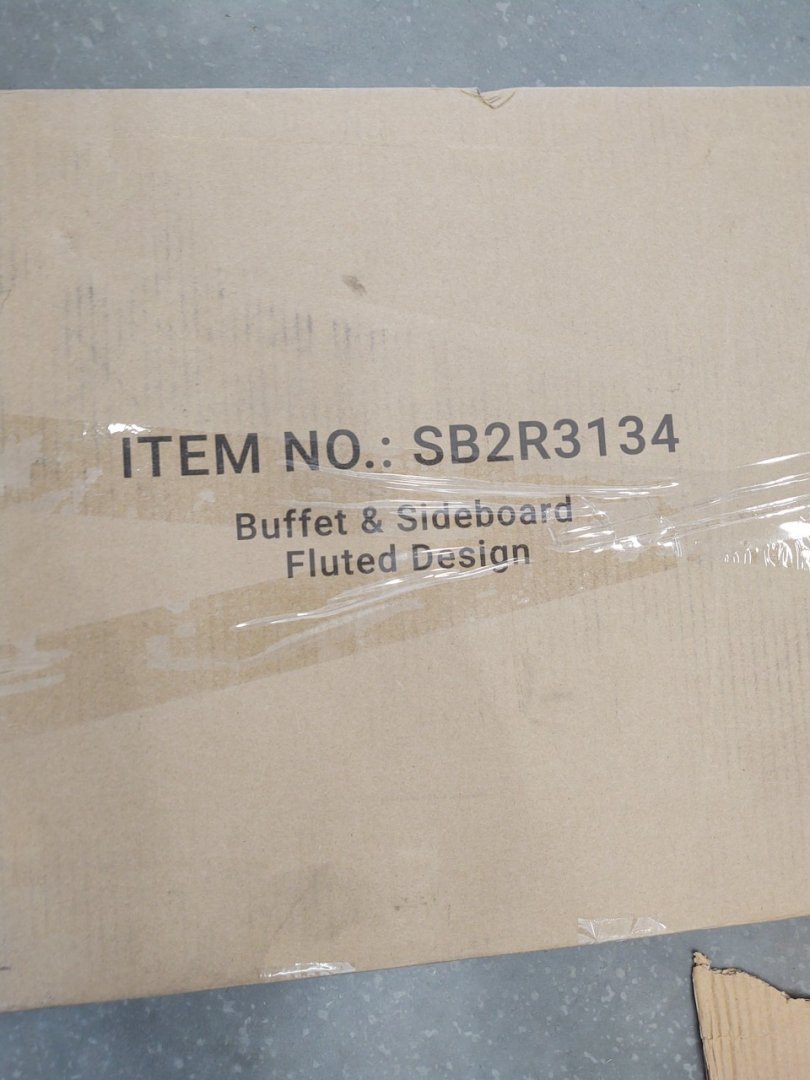 ITEM NO.: SB2R3134
Buffet & Sideboard
Fluted Design